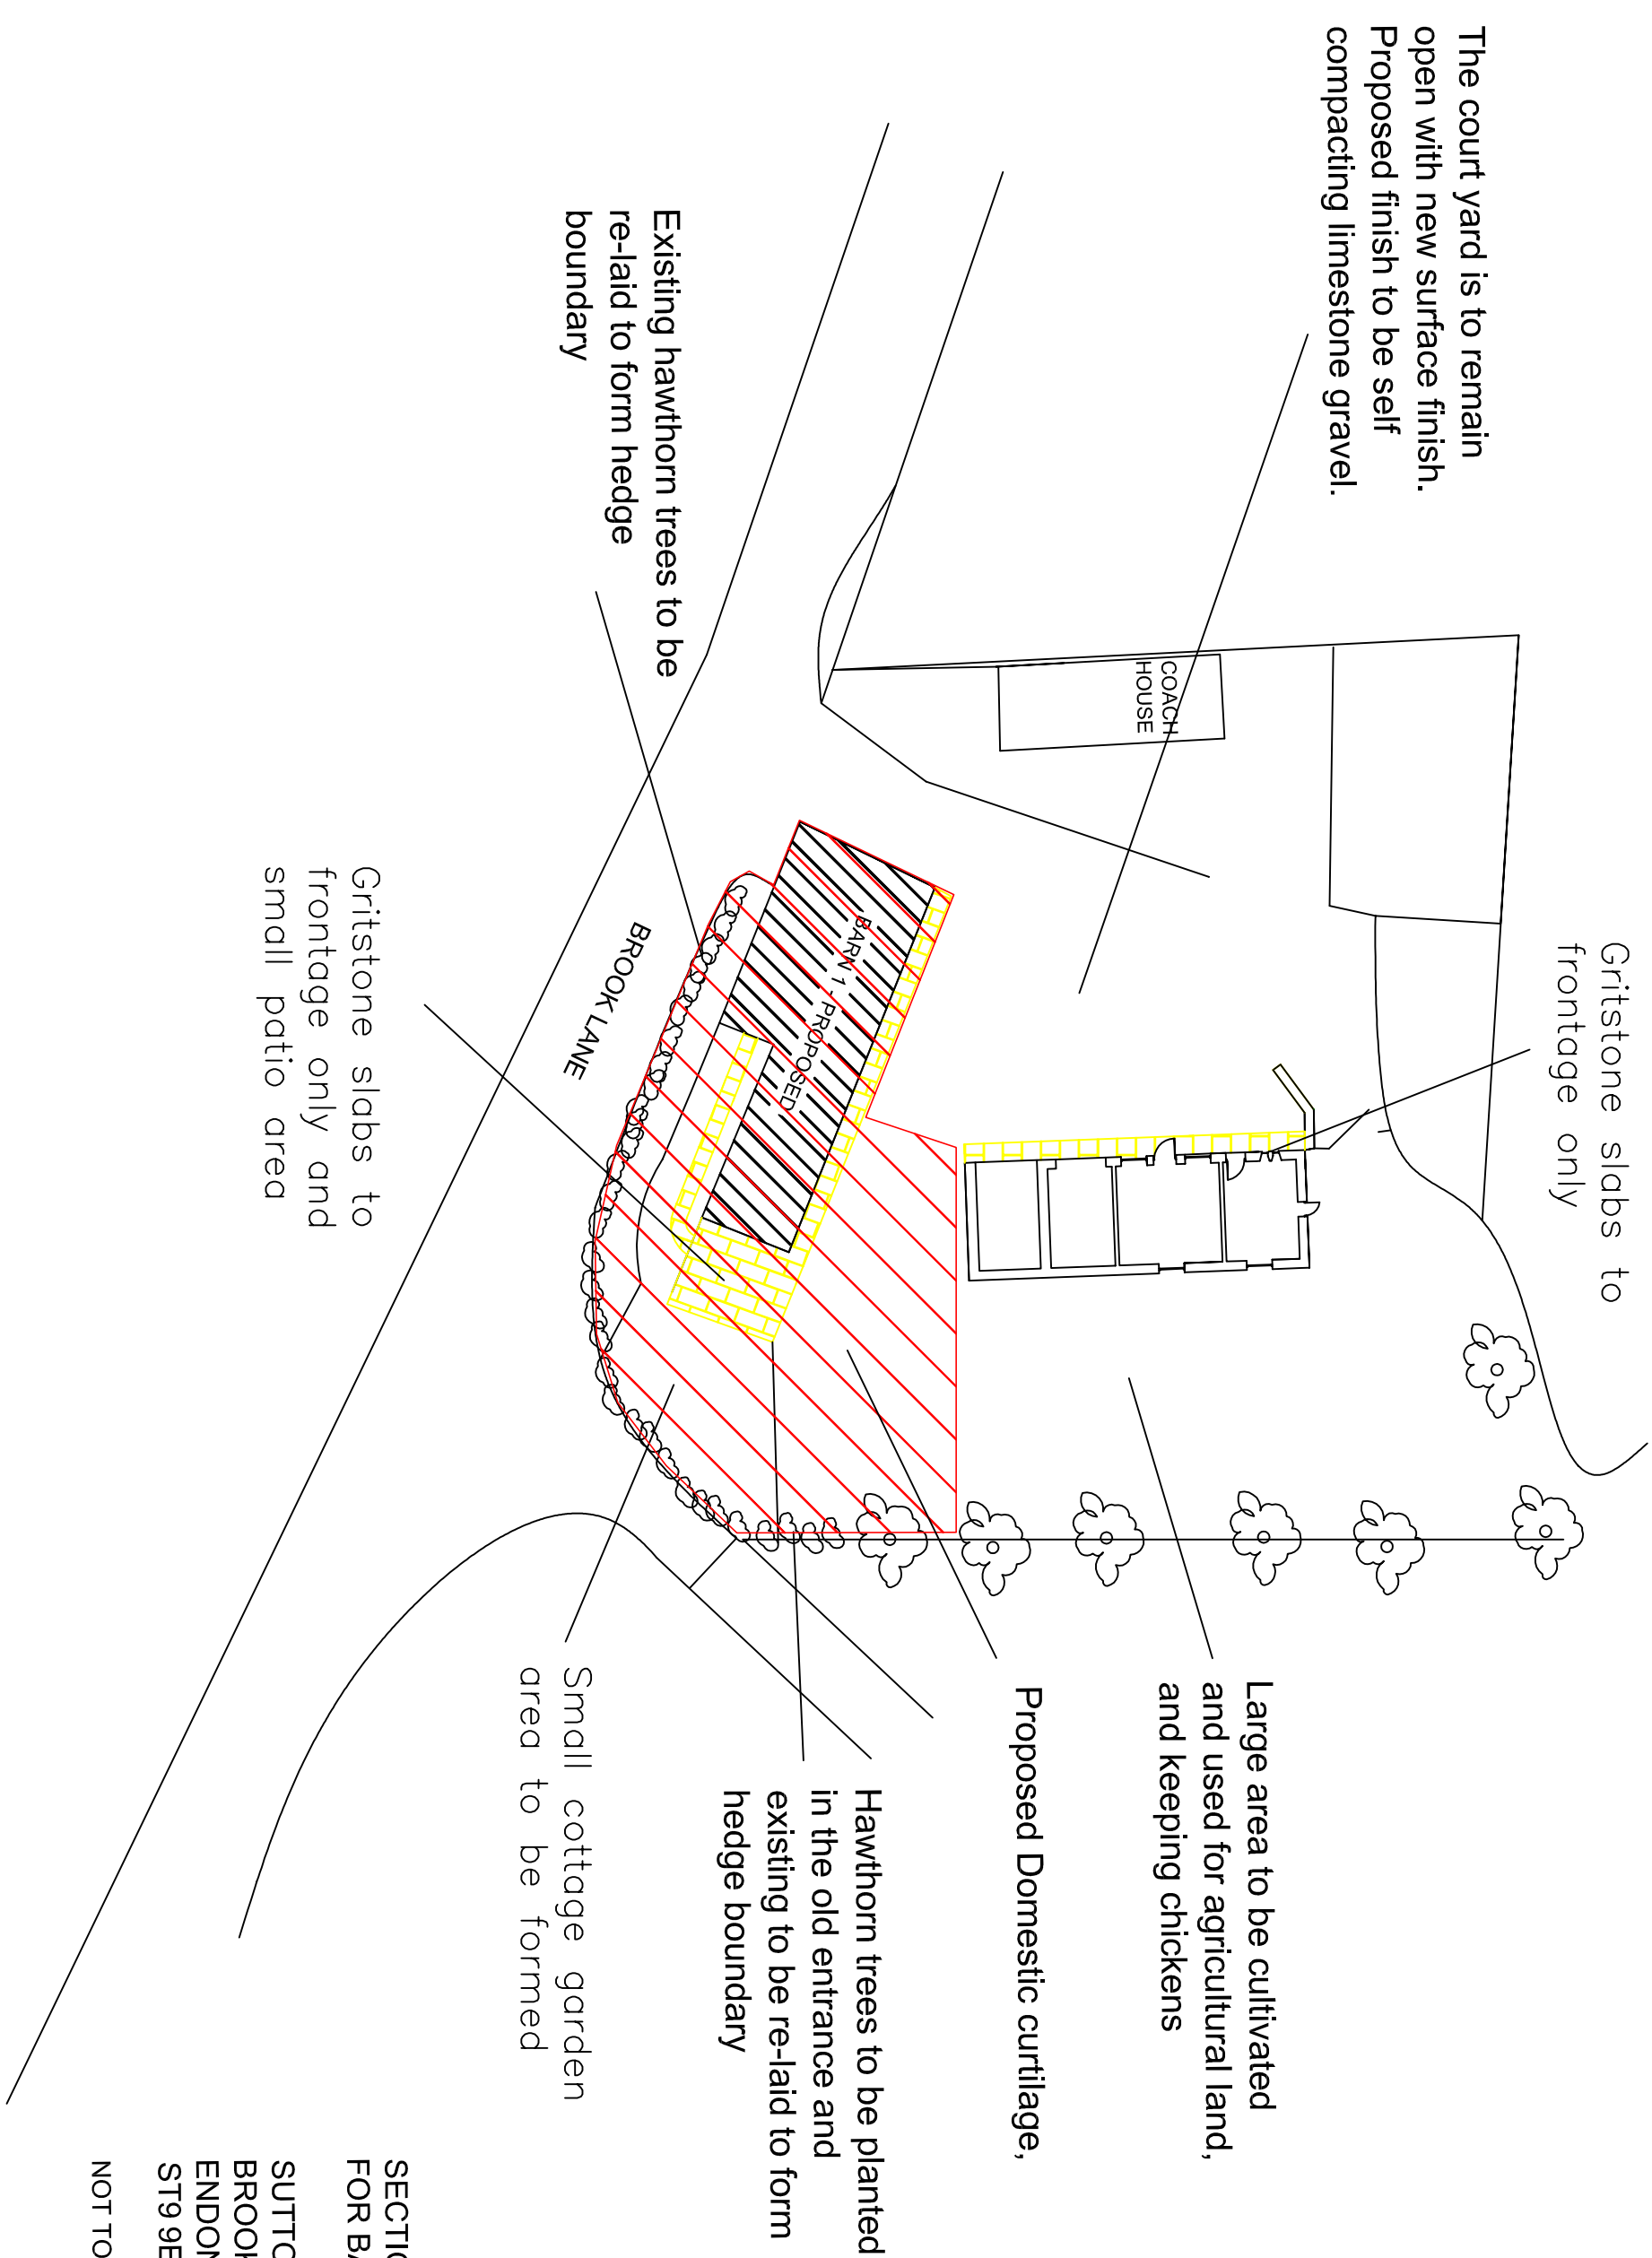 The court yard is to remain
open with new surface finish.
Proposed finish to be self
compacting limestone gravel.
Gritstone slabs to
frontage only
COACH
HOUSE
Existing hawthorn trees to be
re-laid to form hedge
boundary
BARN 1 - PROPOSED
BROOK LANE
Gritstone slabs to
frontage only and
small patio area
Large area to be cultivated
and used for agricultural land,
and keeping chickens
Proposed Domestic curtilage,
Hawthorn trees to be planted
in the old entrance and
existing to be re-laid to form
hedge boundary
Small cottage garden
area to be formed
FOR
NOT TO
ST9